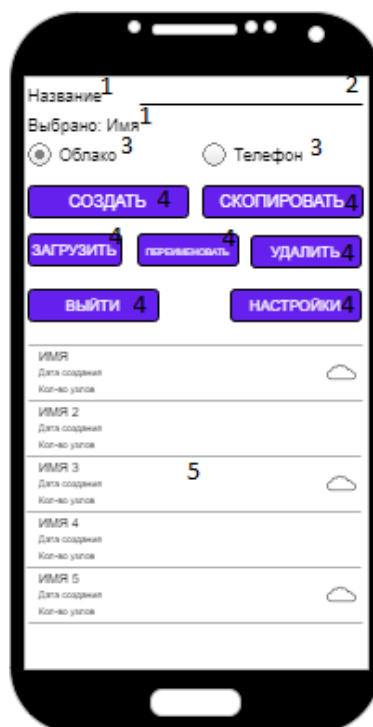 Название 1 2
Выбрано: Имя 1
Облако 3 Телефон 3
СОЗДАТЬ 4 СКОПИРОВАТЬ 4
ЗАГРУЗИТЬ 4 ПЕРЕИМЕНОВАТЬ 4 УДАЛИТЬ 4
ВЫЙТИ 4 НАСТРОЙКИ 4
ИМЯ
Дата создания
Кол-во узлов
ИМЯ 2
Дата создания
Кол-во узлов
ИМЯ 3 5
Дата создания
Кол-во узлов
ИМЯ 4
Дата создания
Кол-во узлов
ИМЯ 5
Дата создания
Кол-во узлов